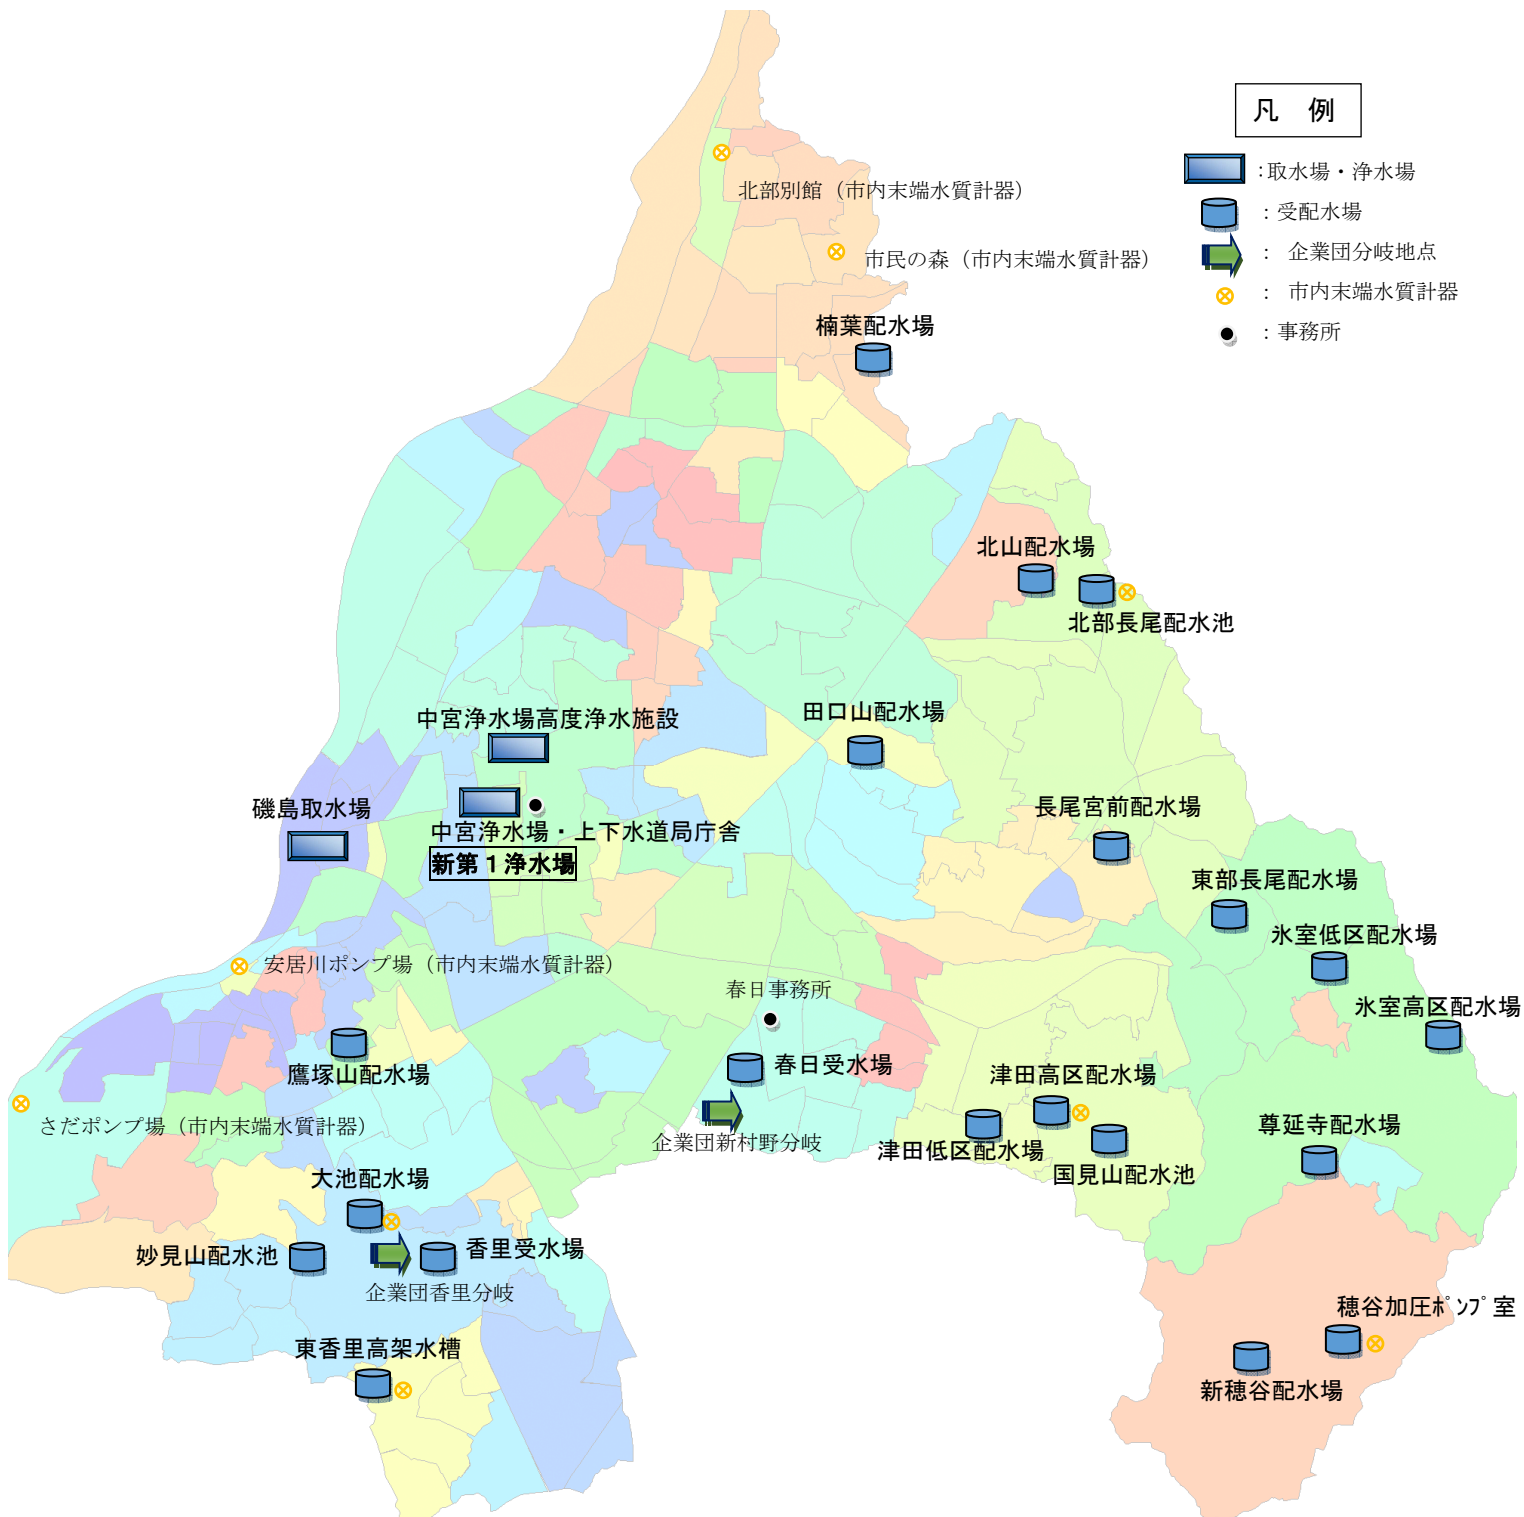 凡 例
:取水場・浄水場
: 受配水場
: 企業団分岐地点
: 市内末端水質計器
: 事務所
北部別館（市内末端水質計器）
市民の森（市内末端水質計器）
楠葉配水場
北山配水場
北部長尾配水池
中宮浄水場高度浄水施設
田口山配水場
磯島取水場
中宮浄水場・上下水道局庁舎
新第１浄水場
長尾宮前配水場
東部長尾配水場
氷室低区配水場
安居川ポンプ場（市内末端水質計器）
春日事務所
氷室高区配水場
鷹塚山配水場
春日受水場
津田高区配水場
さだポンプ場（市内末端水質計器）
企業団新村野分岐
津田低区配水場
尊延寺配水場
国見山配水池
大池配水場
妙見山配水池
香里受水場
企業団香里分岐
穂谷加圧ﾎﾟﾝﾌﾟ室
東香里高架水槽
新穂谷配水場